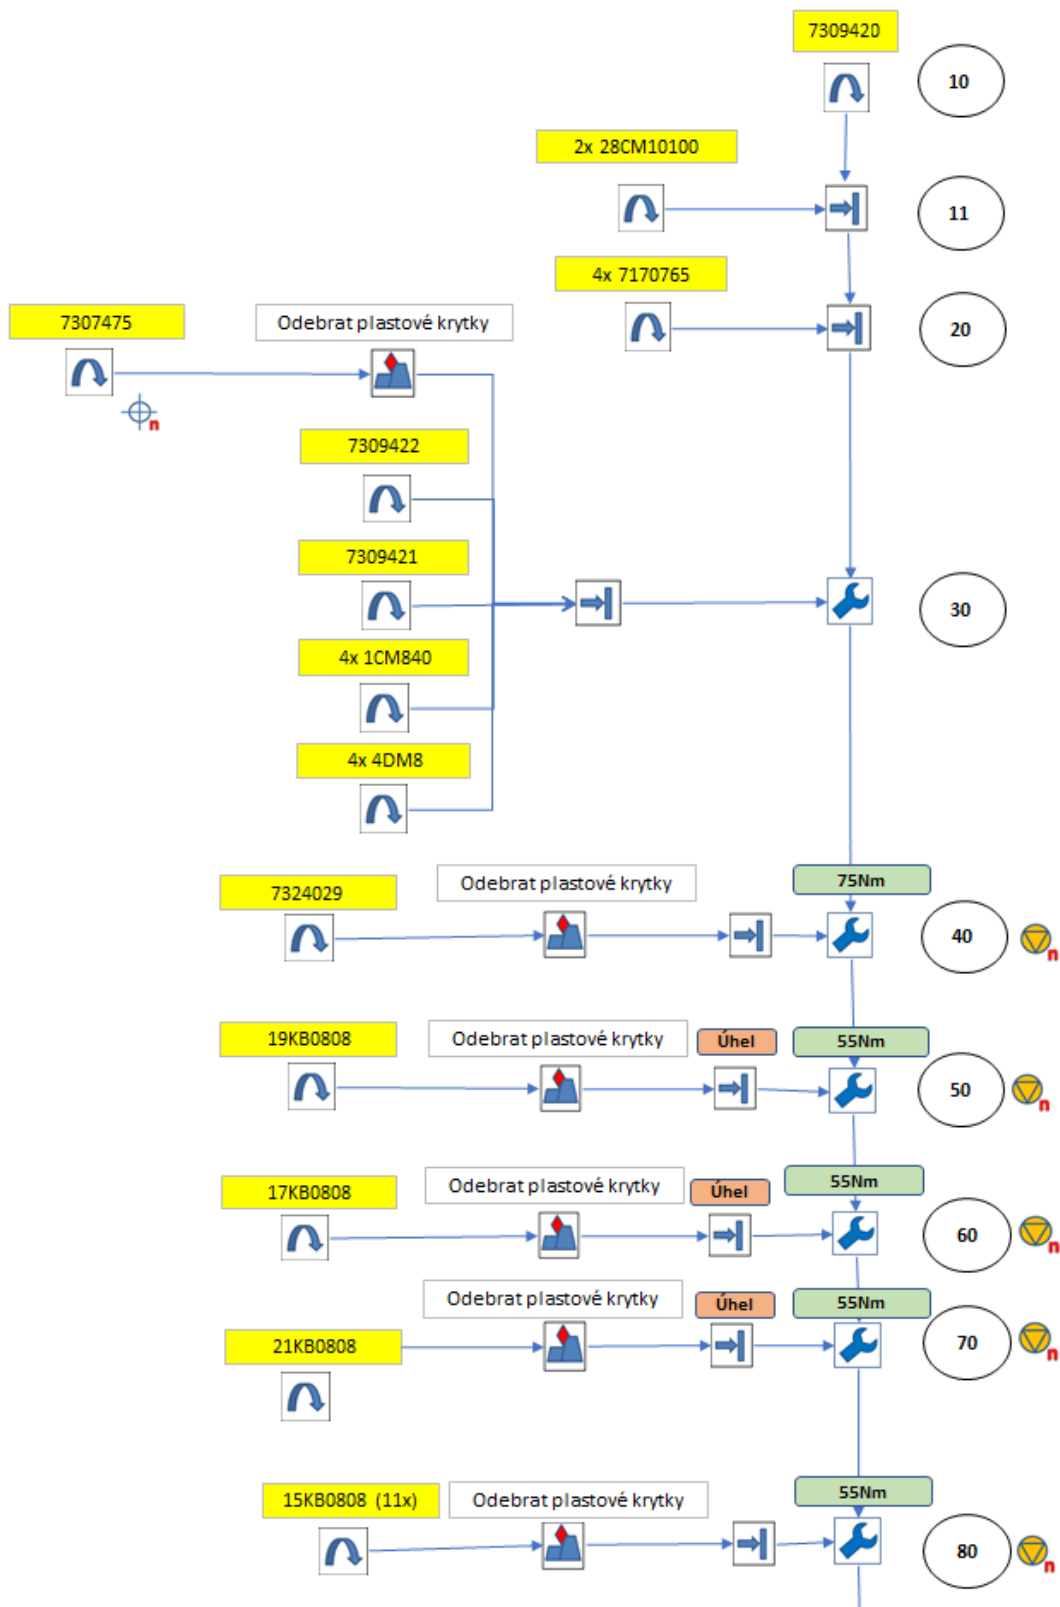 7309420
10
2x 28CM10100
11
4x 7170765
20
7307475
Odebrat plastové krytky
n
7309422
7309421
30
4x 1CM840
4x 4DM8
7324029
Odebrat plastové krytky
75Nm
40
n
19KB0808
Odebrat plastové krytky
Úhel
55Nm
50
n
17KB0808
Odebrat plastové krytky
Úhel
55Nm
60
n
21KB0808
Odebrat plastové krytky
Úhel
55Nm
70
n
15KB0808 (11x)
Odebrat plastové krytky
55Nm
80
n